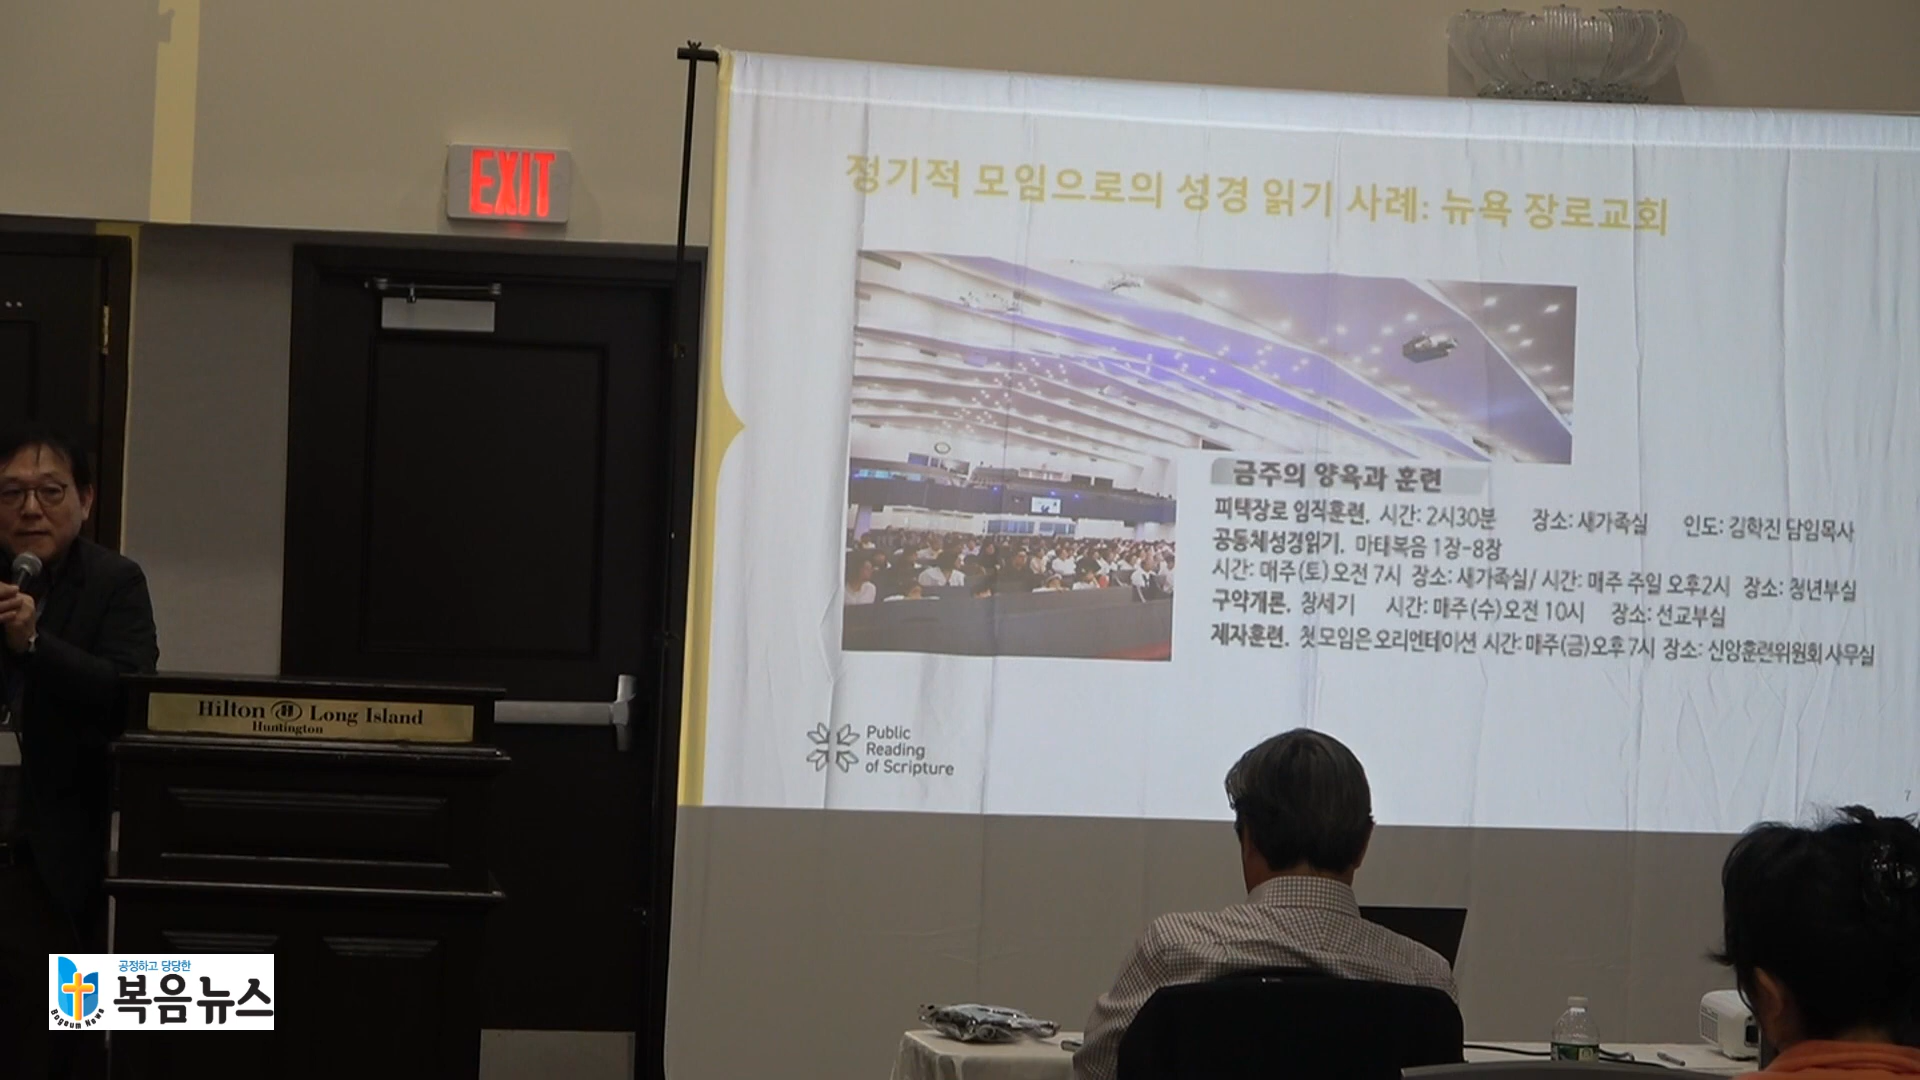 EXIT
정기적 모임으로의 성경 읽기 사례: 뉴욕 장로교회
금주의 양육과 훈련
피택장로 임직훈련. 시간: 2시30분 장소: 새가족실 인도: 김학진 담임목사
공동체성경읽기. 마태복음 1장-8장
시간: 매주(토) 오전 7시 장소: 새가족실/ 시간: 매주 주일 오후2시 장소: 청년부실
구약개론. 창세기 시간: 매주(수)오전 10시 장소: 선교부실
제자훈련. 첫 모임은 오리엔테이션 시간: 매주(금)오후 7시 장소: 신앙훈련위원회 사무실
Hilton H Long Island
Huntington
Public
Reading
of Scripture
7
공정하고 당당한
복음뉴스
Bogeum News